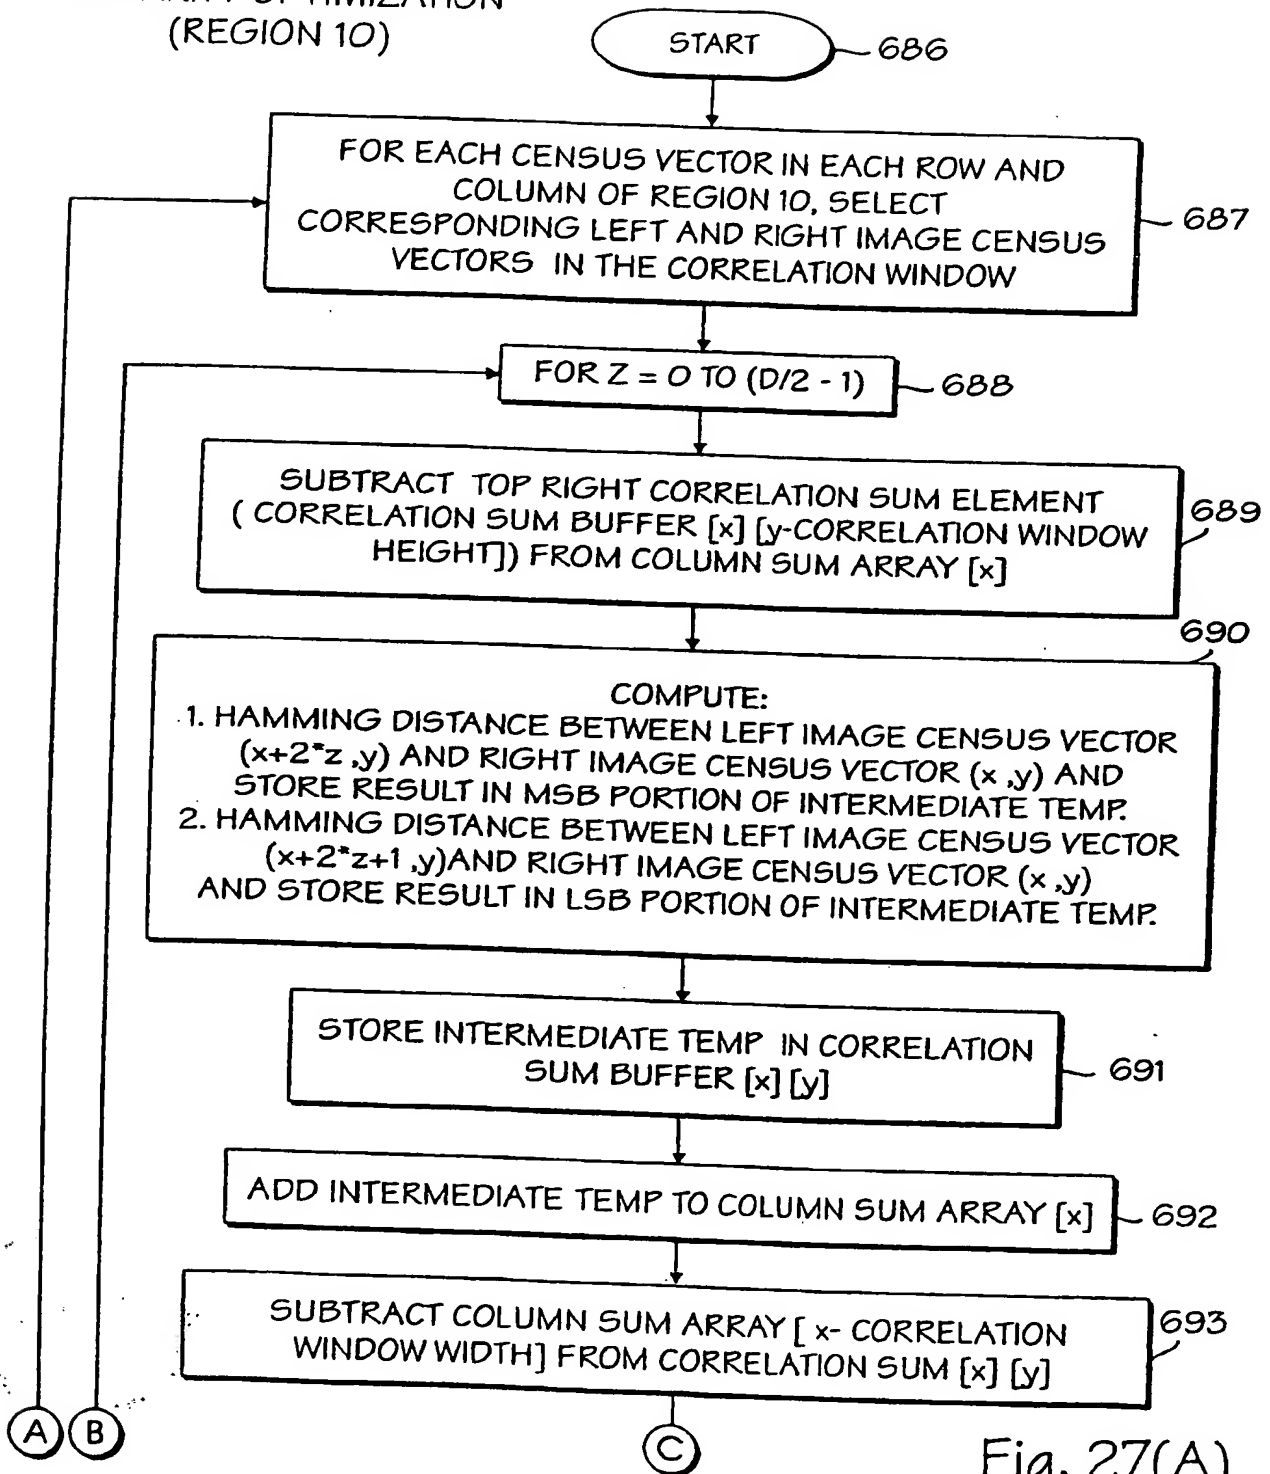 (REGION 10)
START
686
FOR EACH CENSUS VECTOR IN EACH ROW AND
COLUMN OF REGION 10, SELECT
CORRESPONDING LEFT AND RIGHT IMAGE CENSUS
VECTORS IN THE CORRELATION WINDOW
687
FOR Z = 0 TO (D/2 - 1)
688
SUBTRACT TOP RIGHT CORRELATION SUM ELEMENT
( CORRELATION SUM BUFFER [x] [y-CORRELATION WINDOW
HEIGHT]) FROM COLUMN SUM ARRAY [x]
689
690
COMPUTE:
1. HAMMING DISTANCE BETWEEN LEFT IMAGE CENSUS VECTOR
(x+2*z ,y) AND RIGHT IMAGE CENSUS VECTOR (x ,y) AND
STORE RESULT IN MSB PORTION OF INTERMEDIATE TEMP.
2. HAMMING DISTANCE BETWEEN LEFT IMAGE CENSUS VECTOR
(x+2*z+1 ,y)AND RIGHT IMAGE CENSUS VECTOR (x ,y)
AND STORE RESULT IN LSB PORTION OF INTERMEDIATE TEMP.
STORE INTERMEDIATE TEMP IN CORRELATION
SUM BUFFER [x] [y]
691
ADD INTERMEDIATE TEMP TO COLUMN SUM ARRAY [x]
692
SUBTRACT COLUMN SUM ARRAY [ x- CORRELATION
WINDOW WIDTH] FROM CORRELATION SUM [x] [y]
693
A B C
Fig. 27(A)